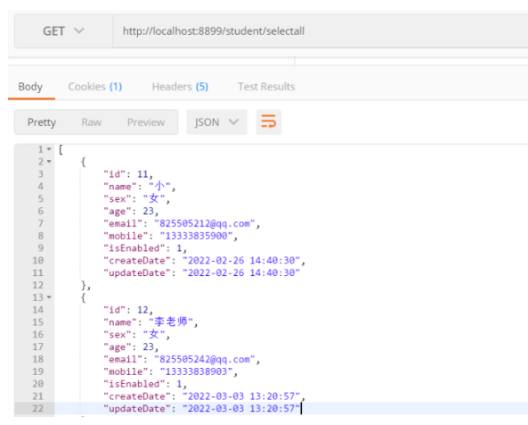 GET http://localhost:8899/student/selectall
Body Cookies (1) Headers (5) Test Results
Pretty Raw Preview JSON
1 [
2 {
3 "id": 11,
4 "name": "小",
5 "sex": "女",
6 "age": 23,
7 "email": "825505212@qq.com",
8 "mobile": "13333835900",
9 "isEnabled": 1,
10 "createDate": "2022-02-26 14:40:30",
11 "updateDate": "2022-02-26 14:40:30"
12 },
13 {
14 "id": 12,
15 "name": "李老师",
16 "sex": "女",
17 "age": 23,
18 "email": "825505242@qq.com",
19 "mobile": "13333838903",
20 "isEnabled": 1,
21 "createDate": "2022-03-03 13:20:57",
22 "updateDate": "2022-03-03 13:20:57"